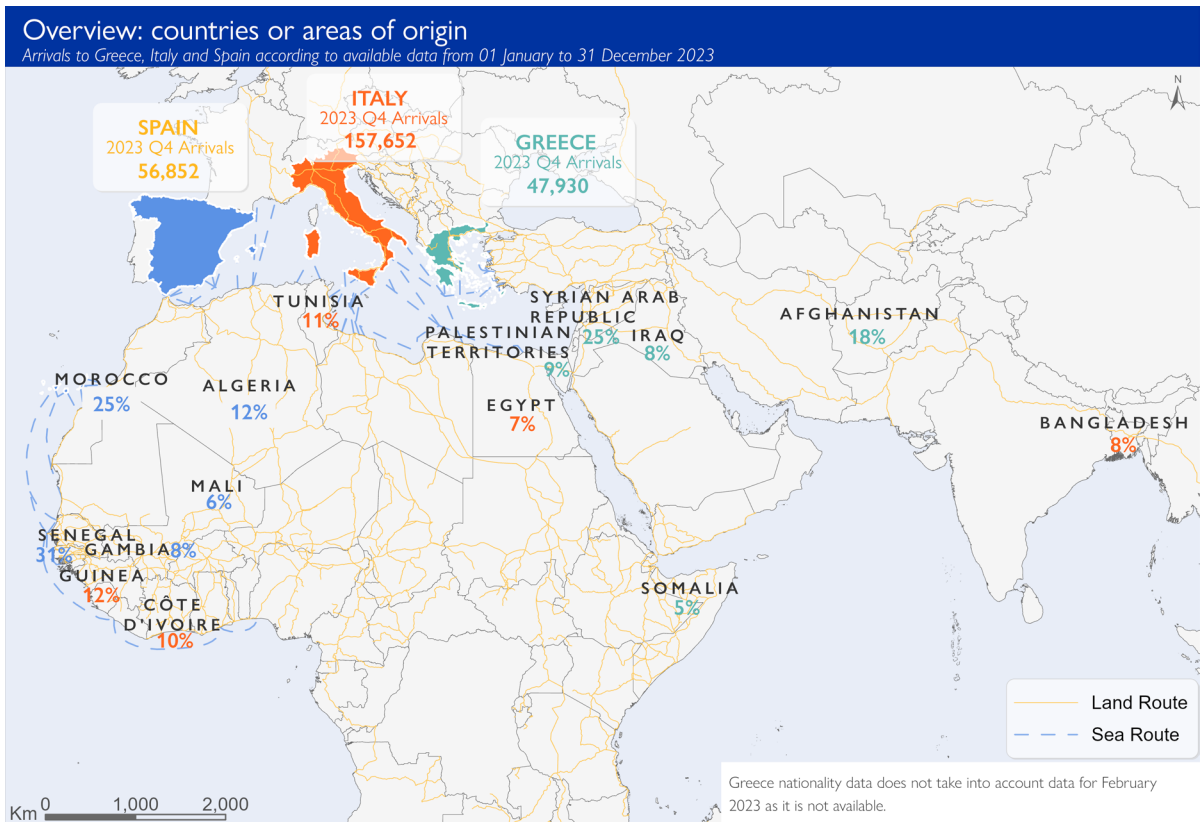 Overview: countries or areas of origin
Arrivals to Greece, Italy and Spain according to available data from 01 January to 31 December 2023
N
ITALY
2023 Q4 Arrivals
157,652
SPAIN
2023 Q4 Arrivals
56,852
GREECE
2023 Q4 Arrivals
47,930
TUNISIA
11%
SYRIAN ARAB
REPUBLIC
25%
IRAQ
8%
PALESTINIAN
TERRITORIES
9%
AFGHANISTAN
18%
MOROCCO
25%
ALGERIA
12%
EGYPT
7%
BANGLADESH
8%
MALI
6%
SENEGAL
31%
GAMBIA 8%
GUINEA
12%
CÔTE
D'IVOIRE
10%
SOMALIA
5%
Land Route
Sea Route
Greece nationality data does not take into account data for February
2023 as it is not available.
Km 0 1,000 2,000